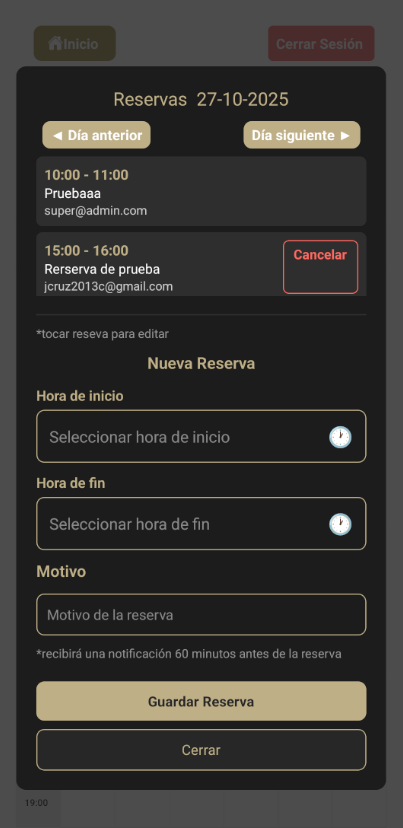 Inicio
Cerrar Sesión
Reservas 27-10-2025
◄ Día anterior
Día siguiente ►
10:00 - 11:00
Pruebaaa
super@admin.com
15:00 - 16:00
Cancelar
Rerserva de prueba
jcruz2013c@gmail.com
*tocar reseva para editar
Nueva Reserva
Hora de inicio
Seleccionar hora de inicio
Hora de fin
Seleccionar hora de fin
Motivo
Motivo de la reserva
*recibirá una notificación 60 minutos antes de la reserva
Guardar Reserva
Cerrar
19:00